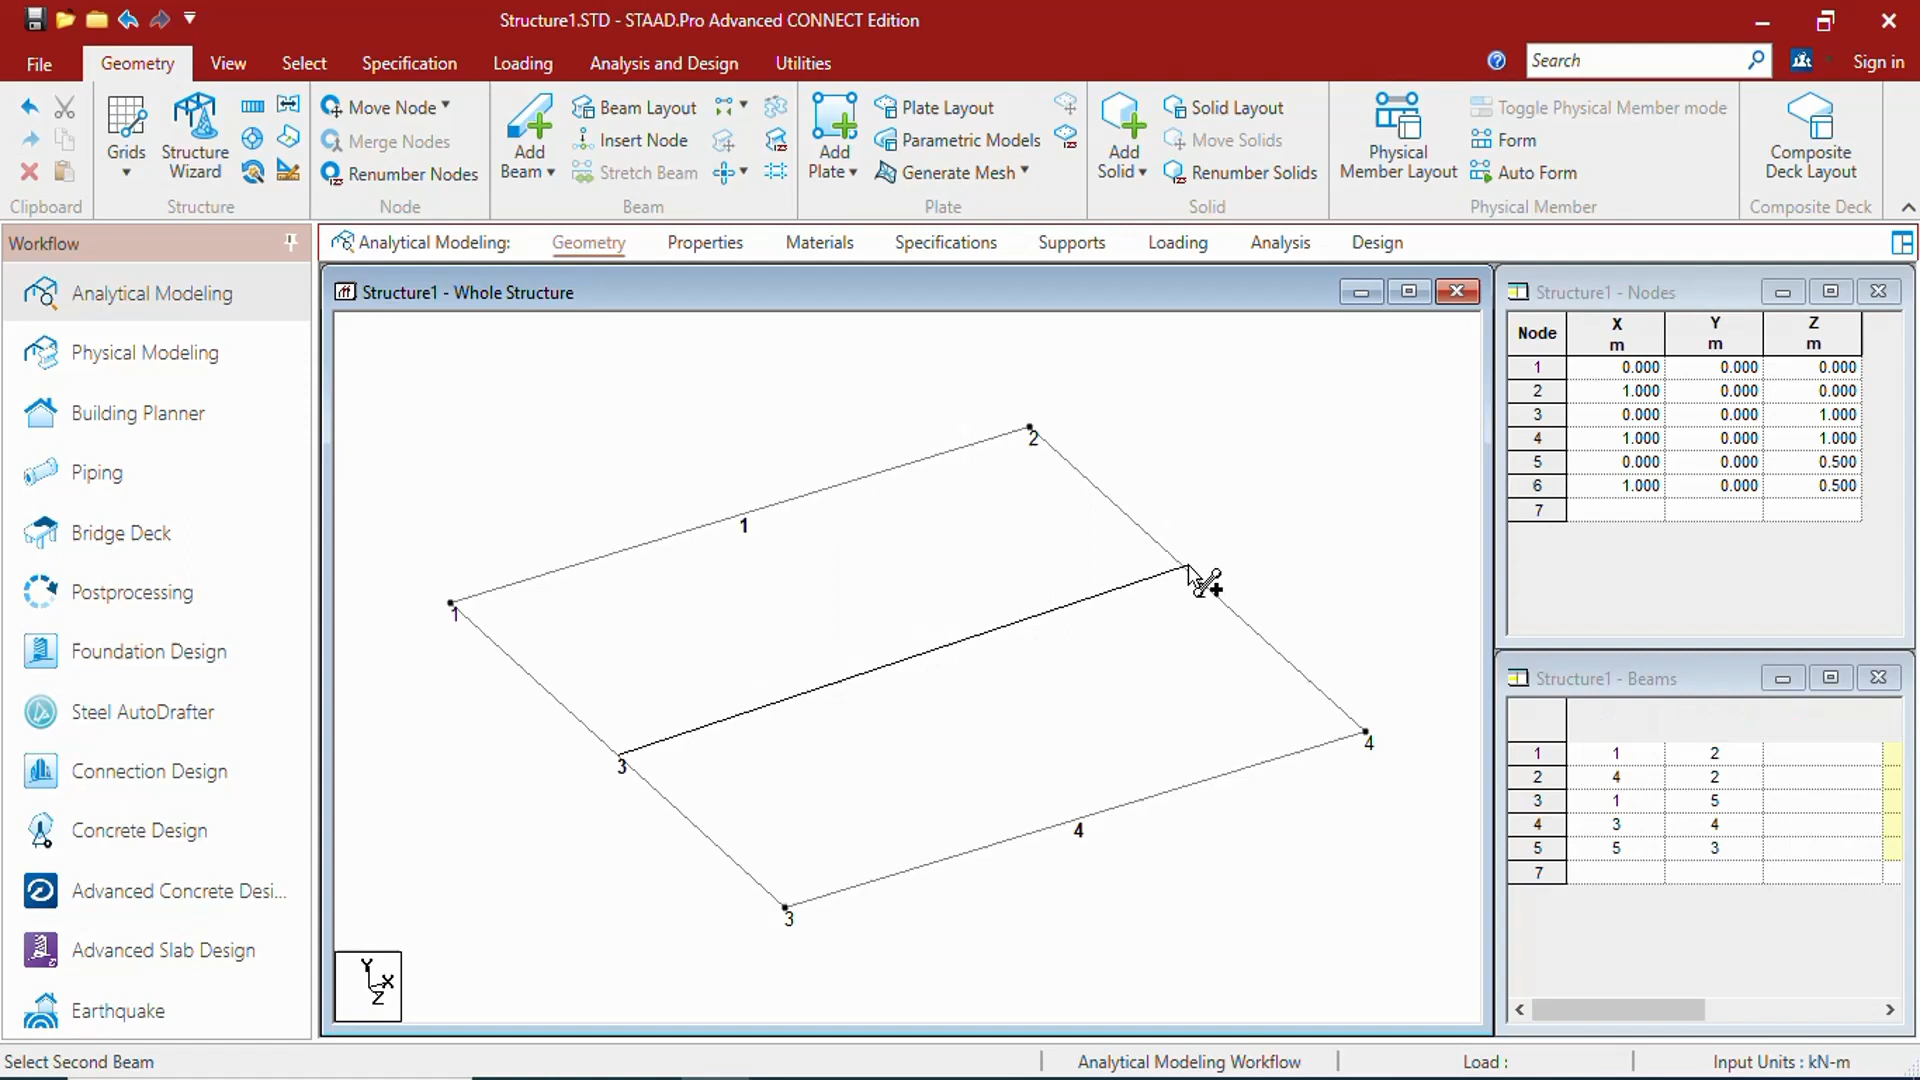 Structure1.STD - STAAD.Pro Advanced CONNECT Edition
File Geometry View Select Specification Loading Analysis and Design Utilities Search Sign in
Grids
Structure Wizard
Clipboard
Structure
Move Node
Merge Nodes
Renumber Nodes
Node
Add Beam
Beam Layout
Insert Node
Stretch Beam
Beam
Add Plate
Plate Layout
Parametric Models
Generate Mesh
Plate
Add Solid
Solid Layout
Move Solids
Renumber Solids
Solid
Physical Member Layout
Toggle Physical Member mode
Form
Auto Form
Physical Member
Composite Deck Layout
Composite Deck
Workflow
Analytical Modeling
Physical Modeling
Building Planner
Piping
Bridge Deck
Postprocessing
Foundation Design
Steel AutoDrafter
Connection Design
Concrete Design
Advanced Concrete Desi...
Advanced Slab Design
Earthquake
Analytical Modeling: Geometry Properties Materials Specifications Supports Loading Analysis Design
Structure1 - Whole Structure
2
1
1
3
4
4
3
Y
X
Z
Structure1 - Nodes
Node X m Y m Z m
1 0.000 0.000 0.000
2 1.000 0.000 0.000
3 0.000 0.000 1.000
4 1.000 0.000 1.000
5 0.000 0.000 0.500
6 1.000 0.000 0.500
7
Structure1 - Beams
1 1 2
2 4 2
3 1 5
4 3 4
5 5 3
7
Select Second Beam
Analytical Modeling Workflow
Load :
Input Units : kN-m